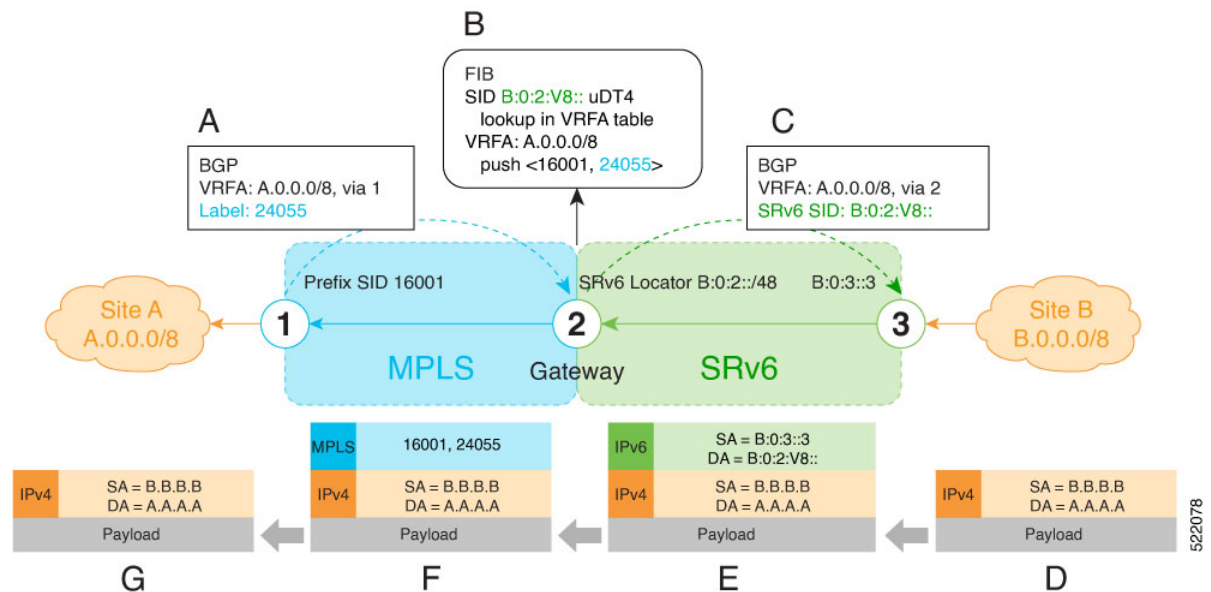 B
FIB
SID B:0:2:V8:: uDT4
lookup in VRFA table
VRFA: A.0.0.0/8
push <16001, 24055>
A
BGP
VRFA: A.0.0.0/8, via 1
Label: 24055
C
BGP
VRFA: A.0.0.0/8, via 2
SRv6 SID: B:0:2:V8::
Prefix SID 16001
SRv6 Locator B:0:2::/48
B:0:3::3
Site A
A.0.0.0/8
1
2
3
Site B
B.0.0.0/8
MPLS
Gateway
SRv6
MPLS
16001, 24055
IPv6
SA = B:0:3::3
DA = B:0:2:V8::
IPv4
SA = B.B.B.B
DA = A.A.A.A
Payload
IPv4
SA = B.B.B.B
DA = A.A.A.A
Payload
IPv4
SA = B.B.B.B
DA = A.A.A.A
Payload
IPv4
SA = B.B.B.B
DA = A.A.A.A
Payload
G
F
E
D
522078